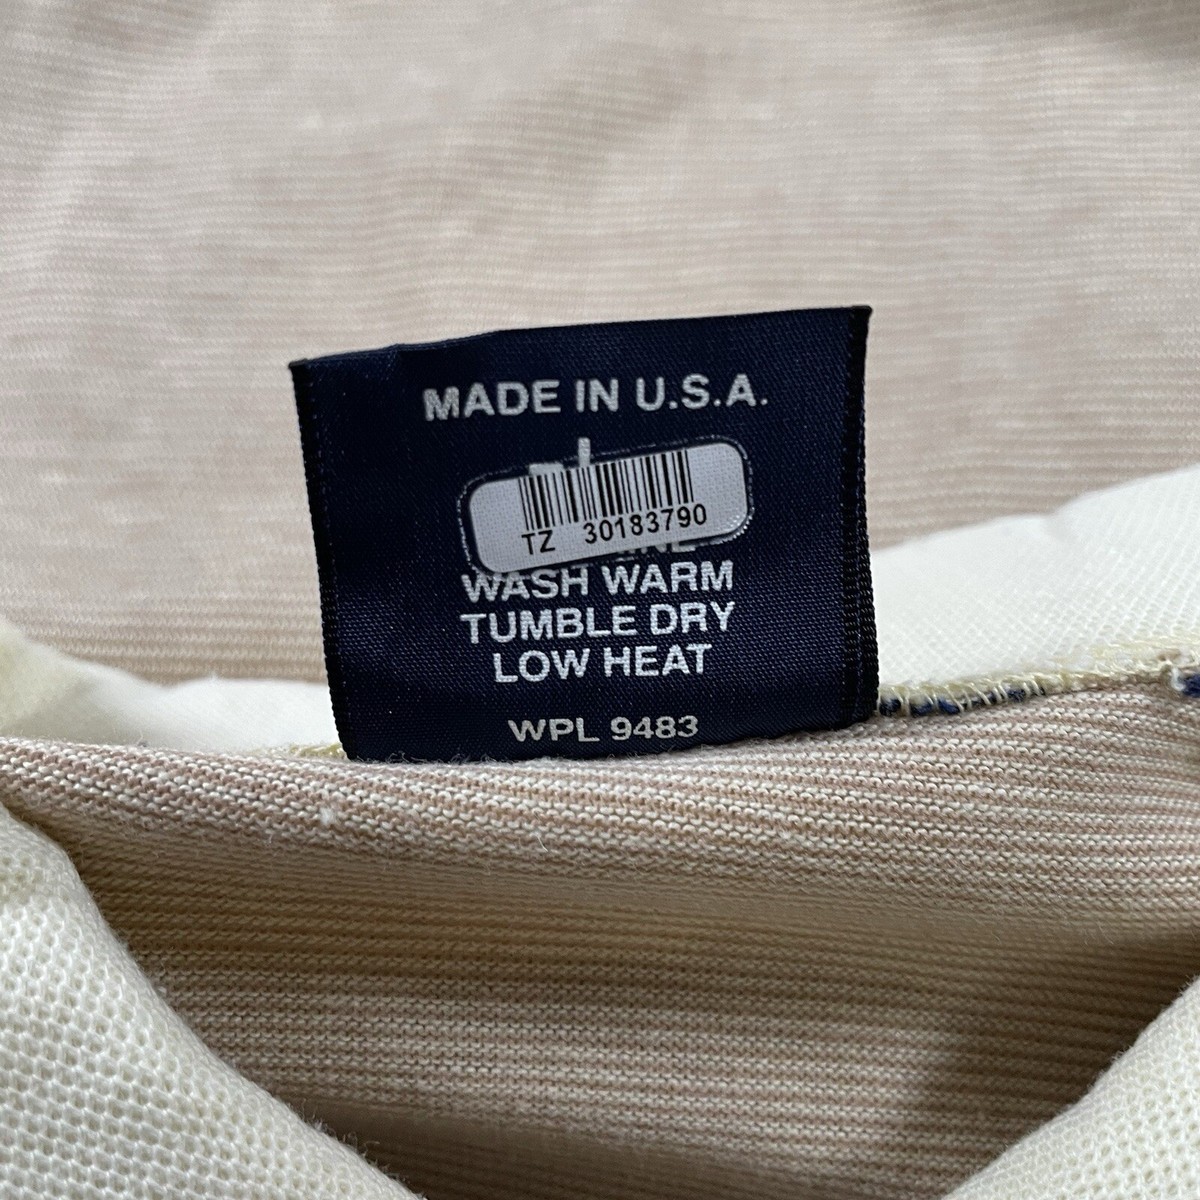 MADE IN U.S.A.
TZ 30183790
WASH WARM
TUMBLE DRY
LOW HEAT
WPL 9483